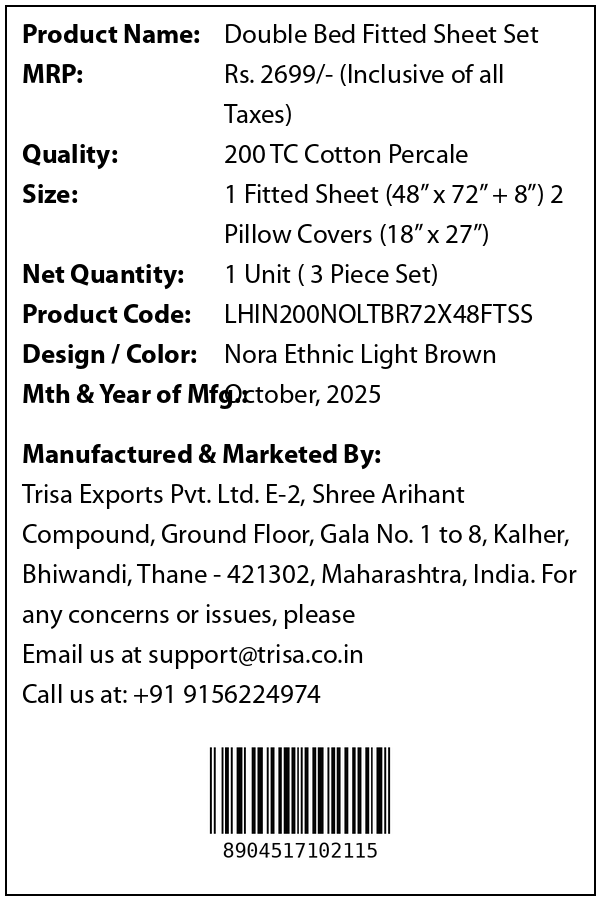 Product Name: Double Bed Fitted Sheet Set
MRP: Rs. 2699/- (Inclusive of all
Taxes)
Quality: 200 TC Cotton Percale
Size: 1 Fitted Sheet (48” x 72” + 8”) 2
Pillow Covers (18” x 27”)
Net Quantity: 1 Unit ( 3 Piece Set)
Product Code: LHIN200NOLTBR72X48FTSS
Design / Color: Nora Ethnic Light Brown
Mth & Year of Mfg.: October, 2025
Manufactured & Marketed By:
Trisa Exports Pvt. Ltd. E-2, Shree Arihant
Compound, Ground Floor, Gala No. 1 to 8, Kalher,
Bhiwandi, Thane - 421302, Maharashtra, India. For
any concerns or issues, please
Email us at support@trisa.co.in
Call us at: +91 9156224974
8904517102115